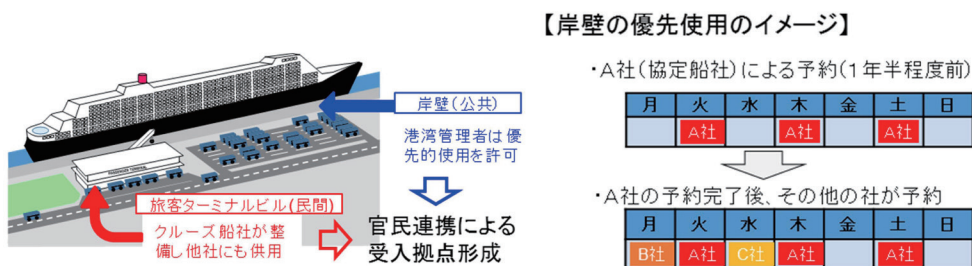 【岸壁の優先使用のイメージ】
岸壁(公共)
港湾管理者は優
先的使用を許可
旅客ターミナルビル(民間)
クルーズ船社が整
備し他社にも供用
官民連携による
受入拠点形成
・A社(協定船社)による予約(1年半程度前)
月 火 水 木 金 土 日
A社 A社 A社
・A社の予約完了後、その他の社が予約
月 火 水 木 金 土 日
B社 A社 C社 A社 A社